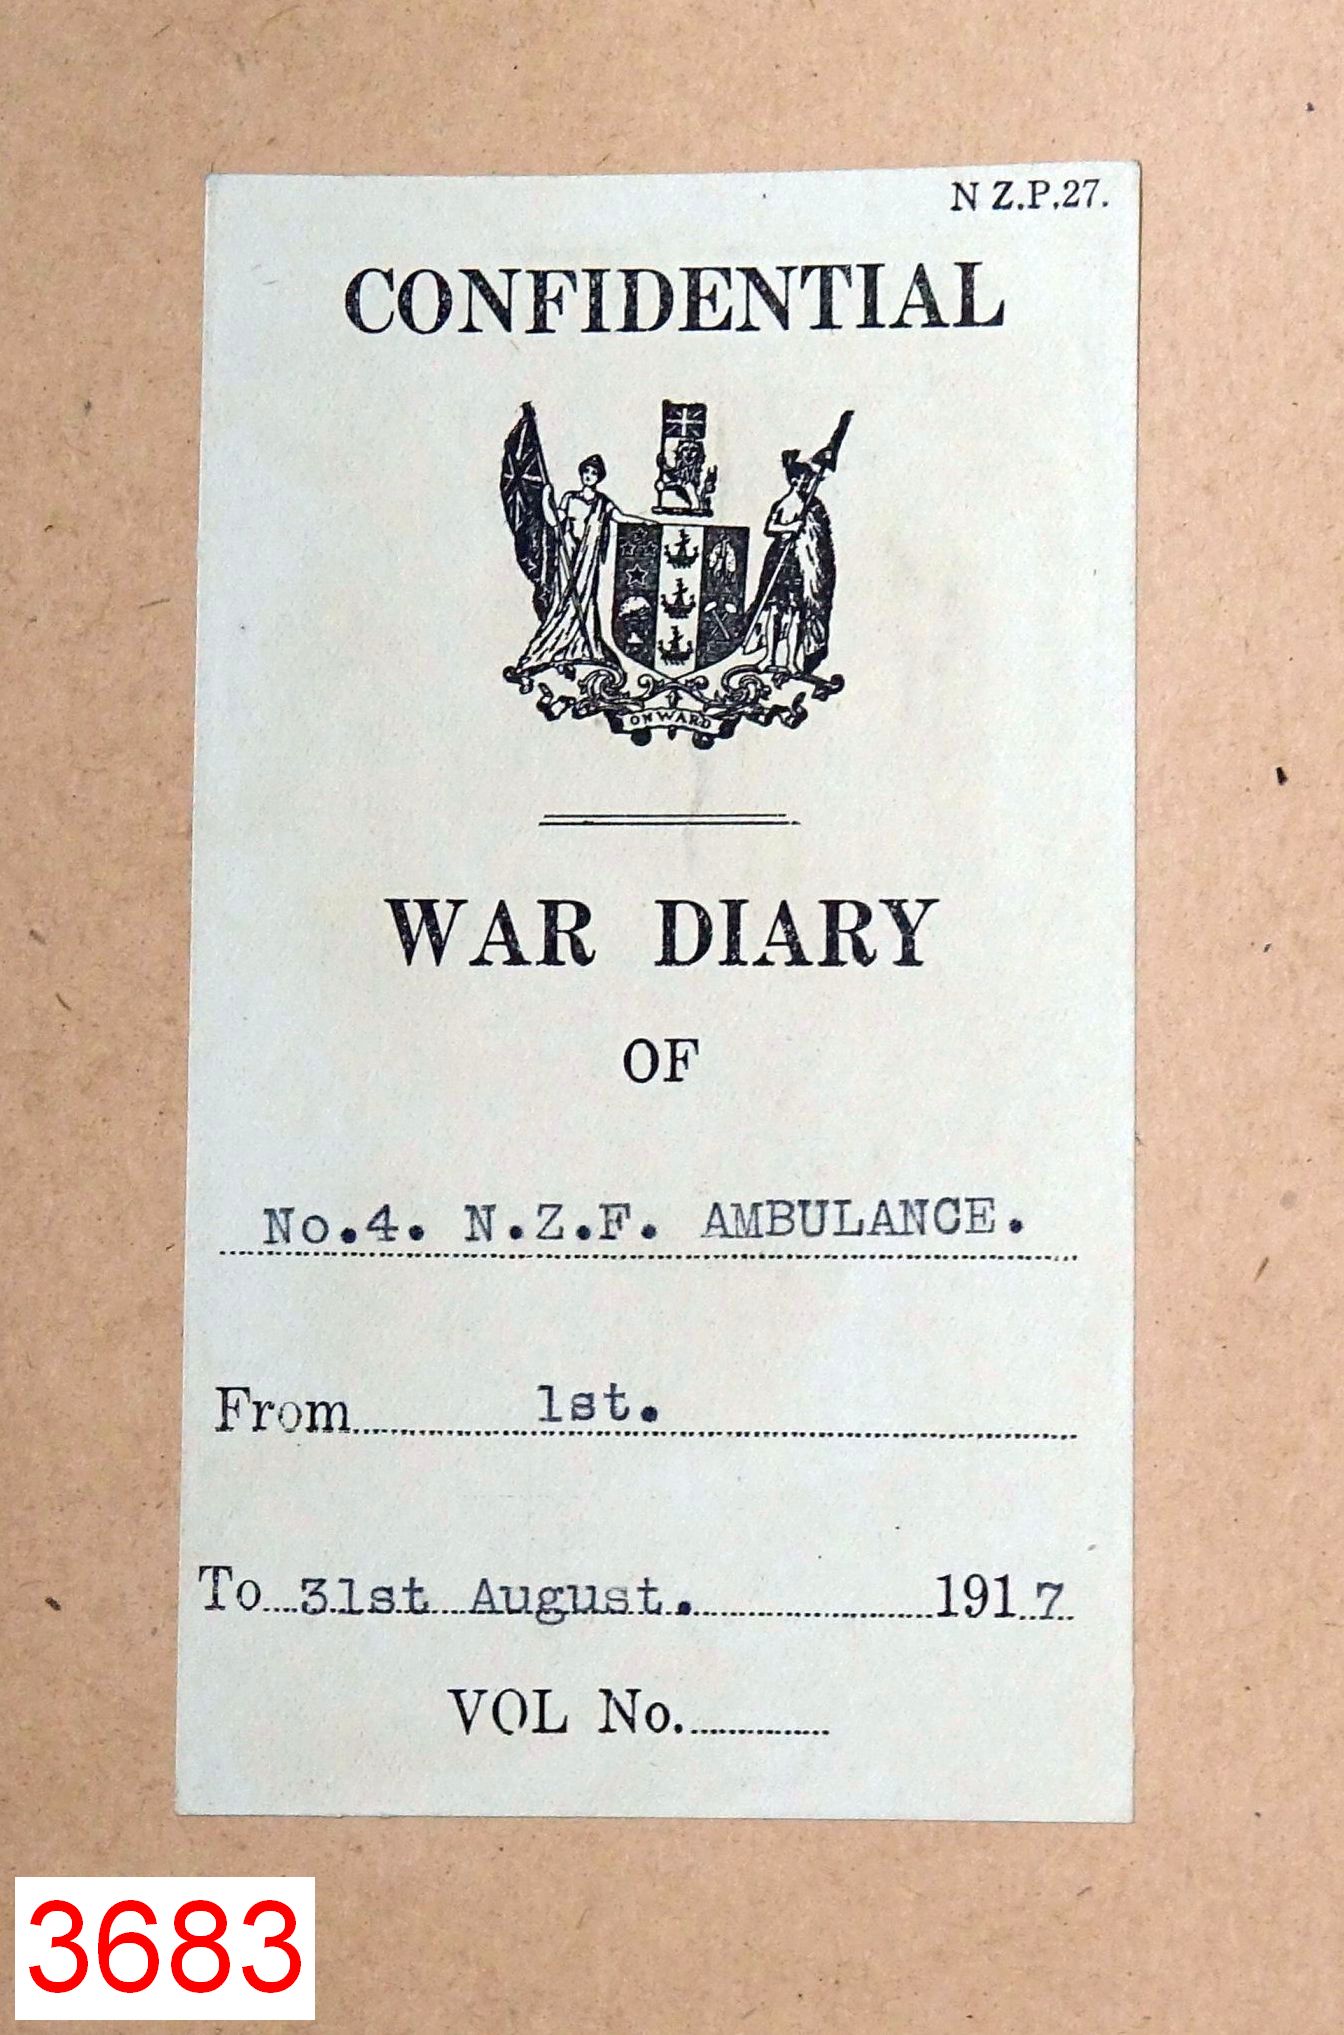 N Z.P.27.
CONFIDENTIAL
ONWARD
WAR DIARY
OF
No.4. N.Z.F. AMBULANCE.
From 1st.
To 31st August. 1917
VOL No.
3683